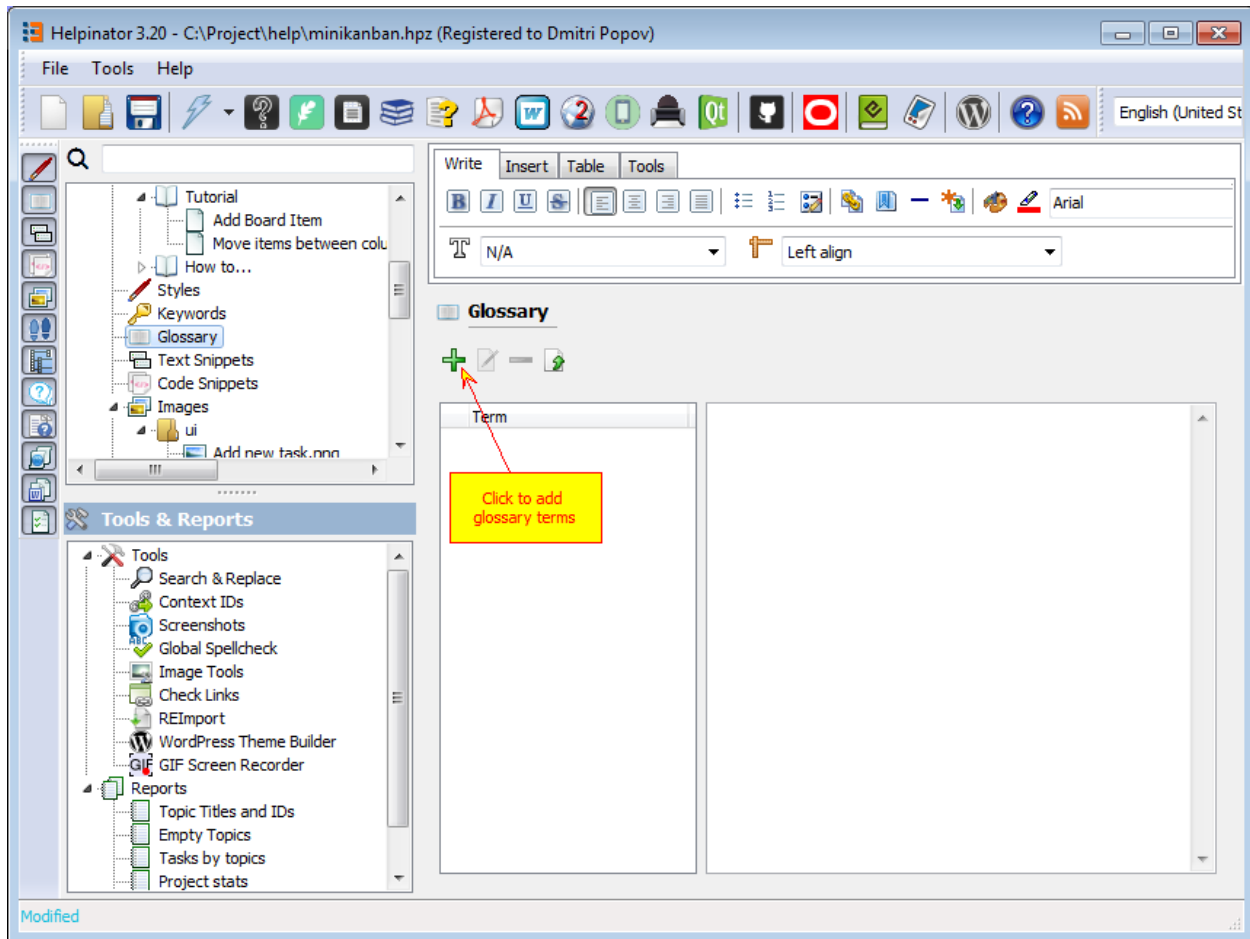 Helpinator 3.20 - C:\Project\help\minikanban.hpz (Registered to Dmitri Popov)
File Tools Help
English (United St
Tutorial
Add Board Item
Move items between colu
How to...
Styles
Keywords
Glossary
Text Snippets
Code Snippets
Images
ui
Add new task.png
Tools & Reports
Tools
Search & Replace
Context IDs
Screenshots
Global Spellcheck
Image Tools
Check Links
REImport
WordPress Theme Builder
GIF Screen Recorder
Reports
Topic Titles and IDs
Empty Topics
Tasks by topics
Project stats
Write Insert Table Tools
B I U S Arial
N/A Left align
Glossary
Term
Click to add
glossary terms
Modified